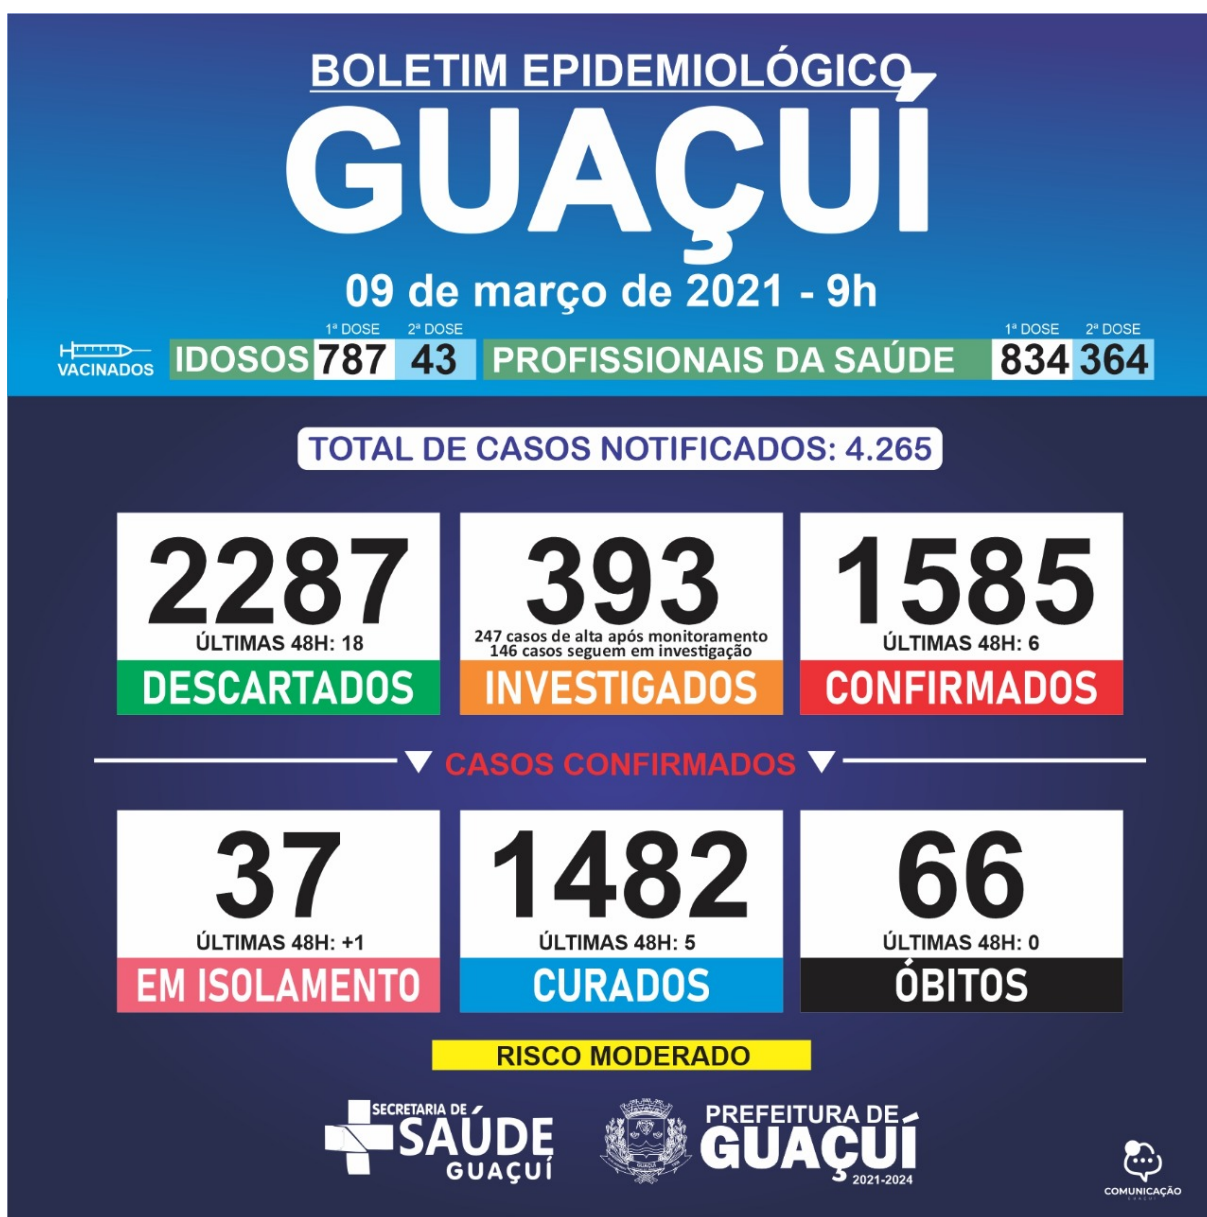 BOLETIM EPIDEMIOLÓGICO
GUAÇUÍ
09 de março de 2021 - 9h
1ª DOSE 2ª DOSE 1ª DOSE 2ª DOSE
VACINADOS IDOSOS 787 43 PROFISSIONAIS DA SAÚDE 834 364
TOTAL DE CASOS NOTIFICADOS: 4.265
2287
ÚLTIMAS 48H: 18
DESCARTADOS
393
247 casos de alta após monitoramento
146 casos seguem em investigação
INVESTIGADOS
1585
ÚLTIMAS 48H: 6
CONFIRMADOS
CASOS CONFIRMADOS
37
ÚLTIMAS 48H: +1
EM ISOLAMENTO
1482
ÚLTIMAS 48H: 5
CURADOS
66
ÚLTIMAS 48H: 0
ÓBITOS
RISCO MODERADO
SECRETARIA DE
SAÚDE
GUAÇUÍ
PREFEITURA DE
GUAÇUÍ
2021-2024
COMUNICAÇÃO